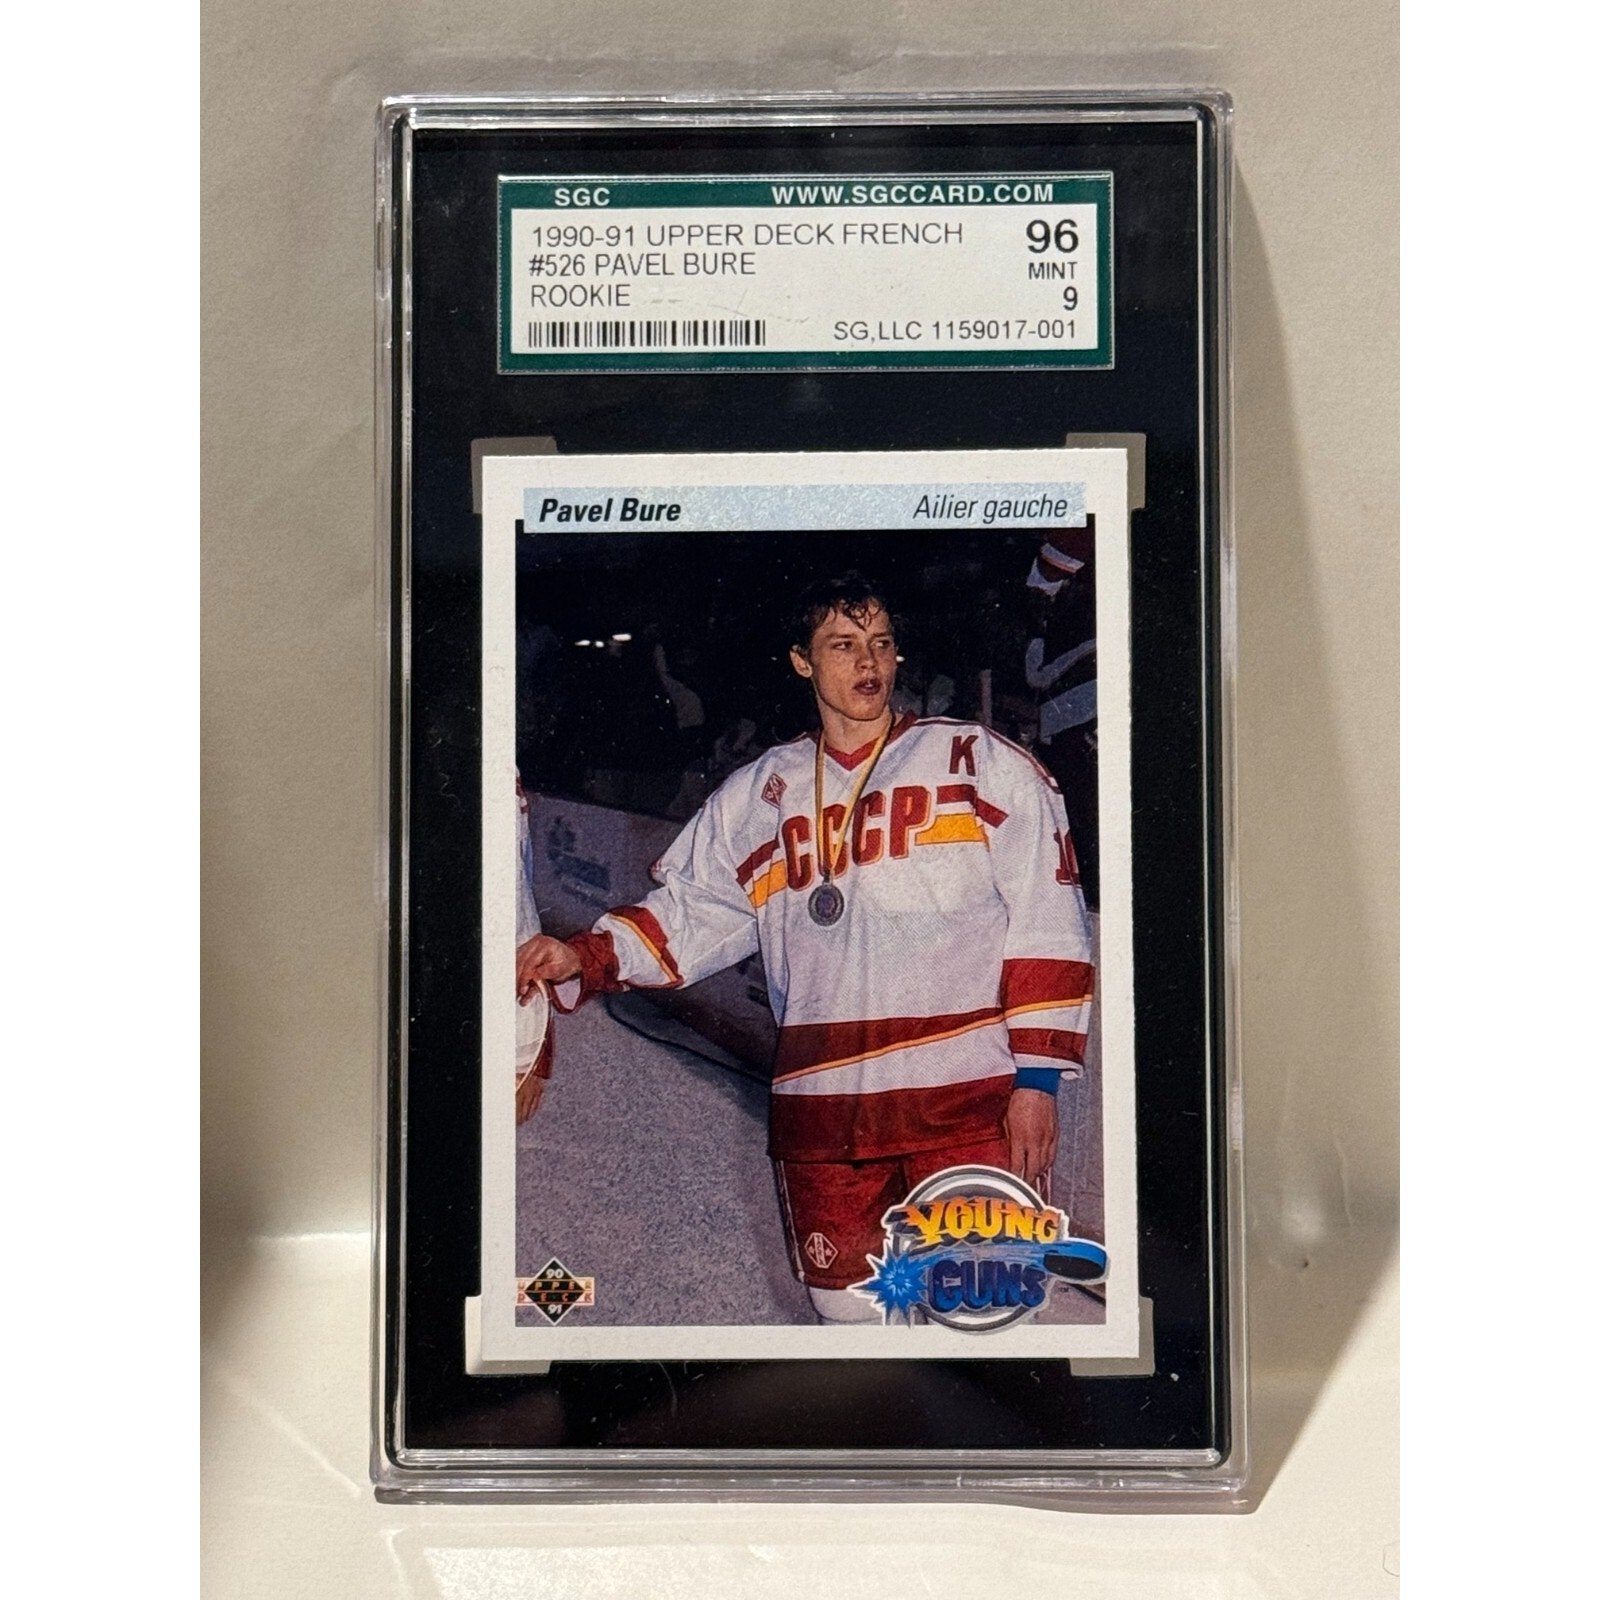 SGC WWW.SGCCARD.COM
1990-91 UPPER DECK FRENCH 96
#526 PAVEL BURE MINT
ROOKIE 9
SG,LLC 1159017-001
Pavel Bure Ailier gauche
K
CCCP
1
YOUNG
GUNS
90
UPPER
DECK
91